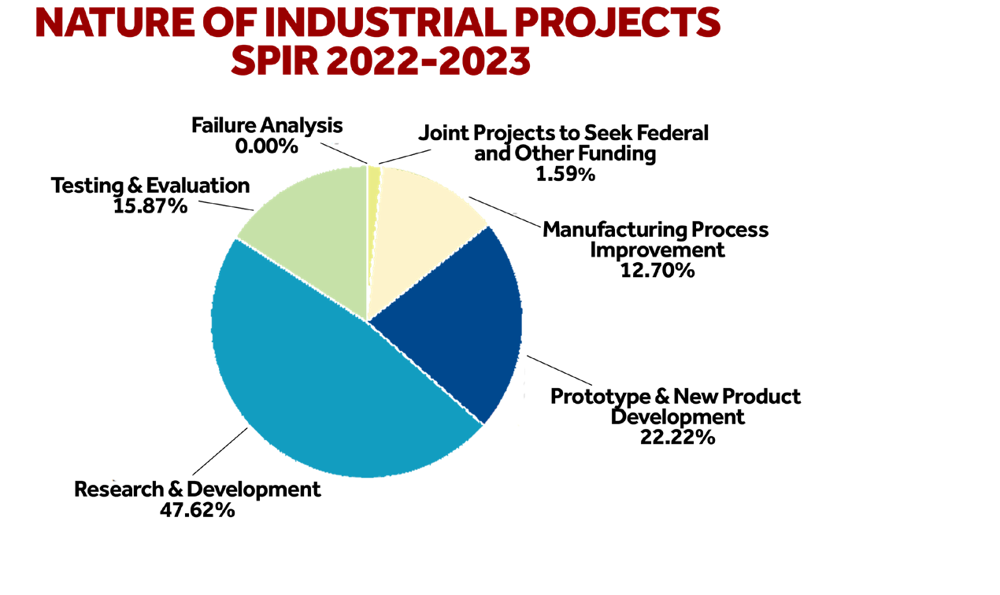 NATURE OF INDUSTRIAL PROJECTS
SPIR 2022-2023
Failure Analysis
0.00%
Joint Projects to Seek Federal
and Other Funding
1.59%
Testing & Evaluation
15.87%
Manufacturing Process
Improvement
12.70%
Prototype & New Product
Development
22.22%
Research & Development
47.62%